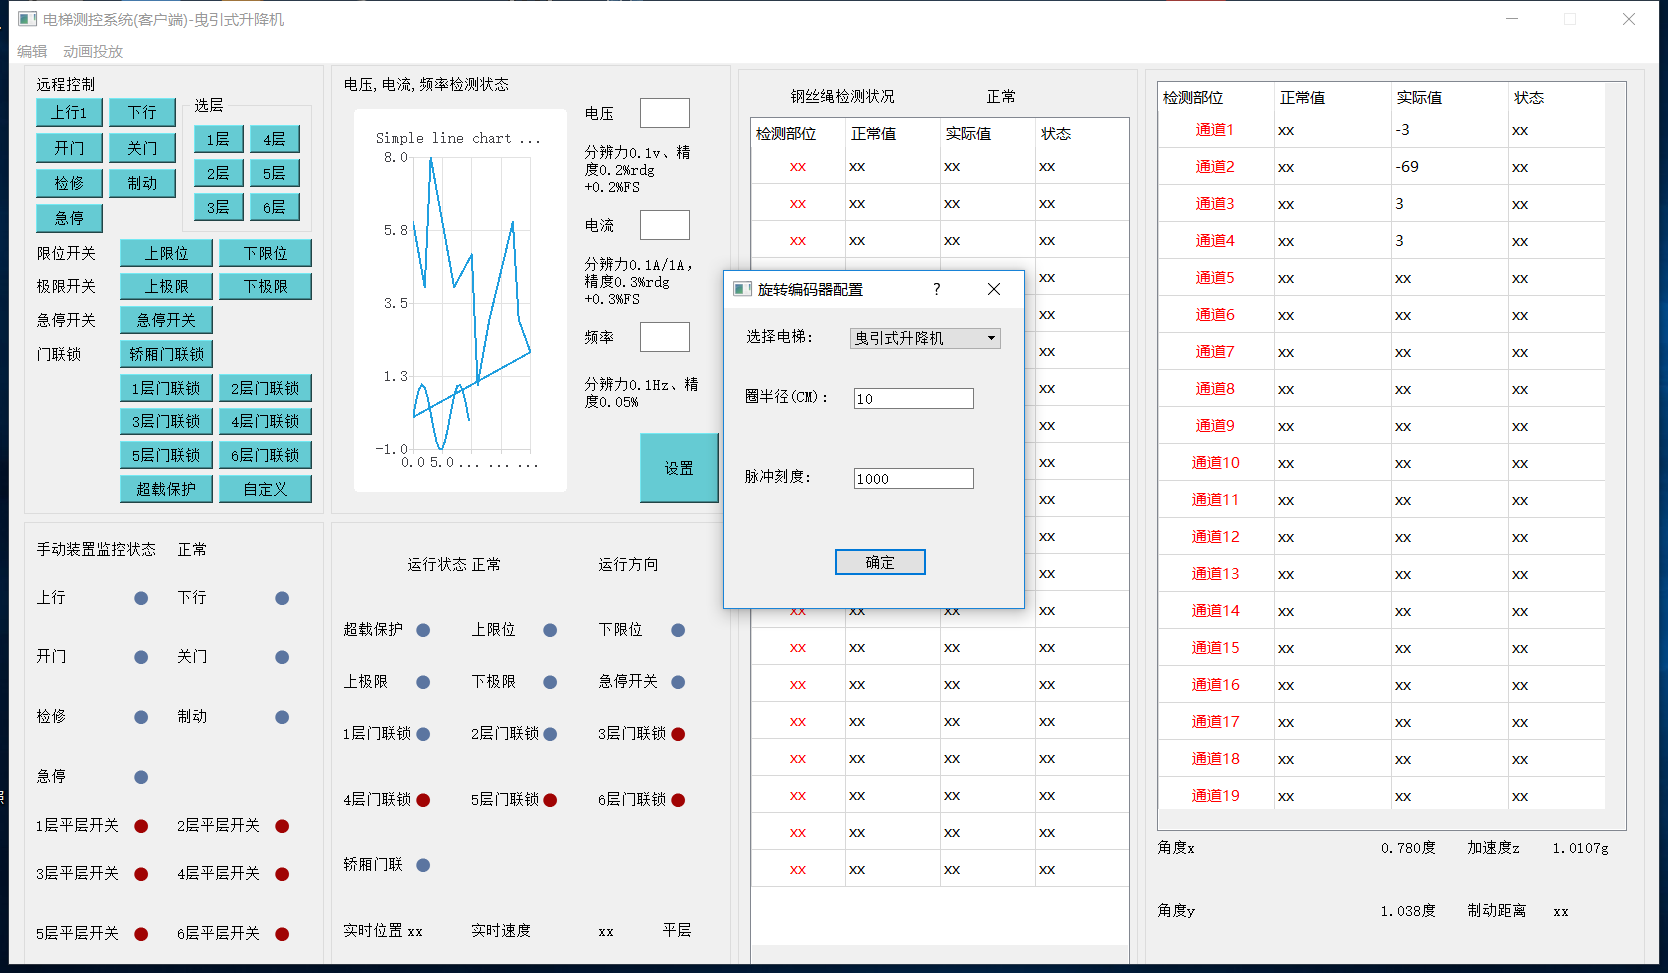 电梯测控系统(客户端)-曳引式升降机
编辑 动画投放
远程控制
上行1 下行
开门 关门
检修 制动
急停
选层
1层 4层
2层 5层
3层 6层
限位开关 上限位 下限位
极限开关 上极限 下极限
急停开关 急停开关
门联锁 轿厢门联锁
1层门联锁 2层门联锁
3层门联锁 4层门联锁
5层门联锁 6层门联锁
超载保护 自定义
电压,电流,频率检测状态
Simple line chart ...
8.0
5.8
3.5
1.3
-1.0
0.0 5.0 ... ... ...
电压
分辨力0.1v、精
度0.2%rdg
+0.2%FS
电流
分辨力0.1A/1A,
精度0.3%rdg
+0.3%FS
频率
分辨力0.1Hz、精
度0.05%
设置
手动装置监控状态 正常
上行 下行
开门 关门
检修 制动
急停
1层平层开关 2层平层开关
3层平层开关 4层平层开关
5层平层开关 6层平层开关
运行状态 正常 运行方向
超载保护 上限位 下限位
上极限 下极限 急停开关
1层门联锁 2层门联锁 3层门联锁
4层门联锁 5层门联锁 6层门联锁
轿厢门联
实时位置 xx 实时速度 xx 平层
钢丝绳检测状况 正常
检测部位 正常值 实际值 状态
xx xx xx xx
xx xx xx xx
xx xx xx xx
xx
xx
xx
xx
xx
xx
xx
xx
xx
xx xx xx xx
xx xx xx xx
xx xx xx xx
xx xx xx xx
xx xx xx xx
xx xx xx xx
xx xx xx xx
xx xx xx xx
旋转编码器配置 ?
选择电梯: 曳引式升降机
圈半径(CM): 10
脉冲刻度: 1000
确定
检测部位 正常值 实际值 状态
通道1 xx -3 xx
通道2 xx -69 xx
通道3 xx 3 xx
通道4 xx 3 xx
通道5 xx xx xx
通道6 xx xx xx
通道7 xx xx xx
通道8 xx xx xx
通道9 xx xx xx
通道10 xx xx xx
通道11 xx xx xx
通道12 xx xx xx
通道13 xx xx xx
通道14 xx xx xx
通道15 xx xx xx
通道16 xx xx xx
通道17 xx xx xx
通道18 xx xx xx
通道19 xx xx xx
角度x 0.780度 加速度z 1.0107g
角度y 1.038度 制动距离 xx